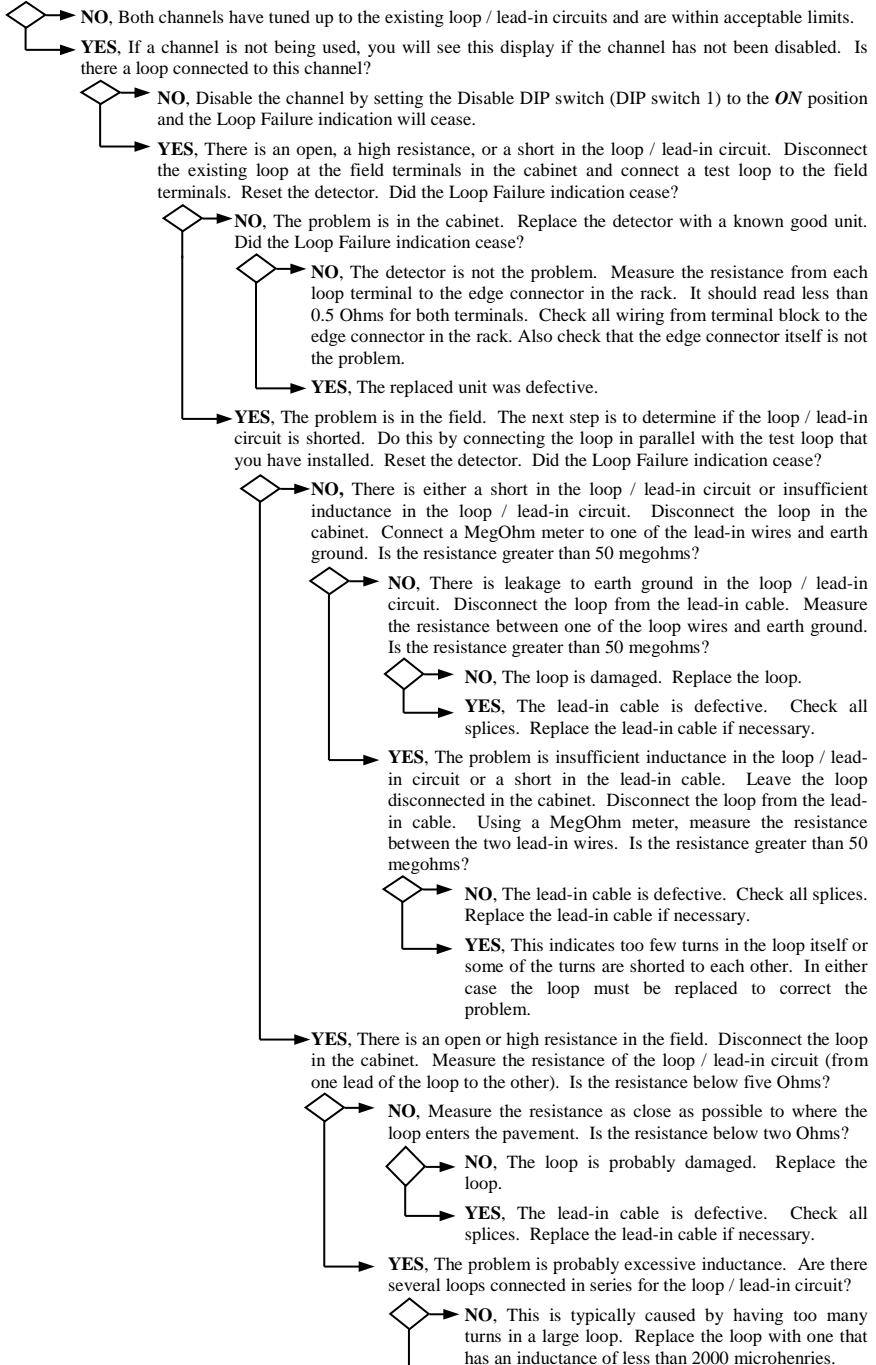 NO, Both channels have tuned up to the existing loop / lead-in circuits and are within acceptable limits.
YES, If a channel is not being used, you will see this display if the channel has not been disabled. Is
there a loop connected to this channel?
NO, Disable the channel by setting the Disable DIP switch (DIP switch 1) to the ON position
and the Loop Failure indication will cease.
YES, There is an open, a high resistance, or a short in the loop / lead-in circuit. Disconnect
the existing loop at the field terminals in the cabinet and connect a test loop to the field
terminals. Reset the detector. Did the Loop Failure indication cease?
NO, The problem is in the cabinet. Replace the detector with a known good unit.
Did the Loop Failure indication cease?
NO, The detector is not the problem. Measure the resistance from each
loop terminal to the edge connector in the rack. It should read less than
0.5 Ohms for both terminals. Check all wiring from terminal block to the
edge connector in the rack. Also check that the edge connector itself is not
the problem.
YES, The replaced unit was defective.
YES, The problem is in the field. The next step is to determine if the loop / lead-in
circuit is shorted. Do this by connecting the loop in parallel with the test loop that
you have installed. Reset the detector. Did the Loop Failure indication cease?
NO, There is either a short in the loop / lead-in circuit or insufficient
inductance in the loop / lead-in circuit. Disconnect the loop in the
cabinet. Connect a MegOhm meter to one of the lead-in wires and earth
ground. Is the resistance greater than 50 megohms?
NO, There is leakage to earth ground in the loop / lead-in
circuit. Disconnect the loop from the lead-in cable. Measure
the resistance between one of the loop wires and earth ground.
Is the resistance greater than 50 megohms?
NO, The loop is damaged. Replace the loop.
YES, The lead-in cable is defective. Check all
splices. Replace the lead-in cable if necessary.
YES, The problem is insufficient inductance in the loop / lead-
in circuit or a short in the lead-in cable. Leave the loop
disconnected in the cabinet. Disconnect the loop from the lead-
in cable. Using a MegOhm meter, measure the resistance
between the two lead-in wires. Is the resistance greater than 50
megohms?
NO, The lead-in cable is defective. Check all splices.
Replace the lead-in cable if necessary.
YES, This indicates too few turns in the loop itself or
some of the turns are shorted to each other. In either
case the loop must be replaced to correct the
problem.
YES, There is an open or high resistance in the field. Disconnect the loop
in the cabinet. Measure the resistance of the loop / lead-in circuit (from
one lead of the loop to the other). Is the resistance below five Ohms?
NO, Measure the resistance as close as possible to where the
loop enters the pavement. Is the resistance below two Ohms?
NO, The loop is probably damaged. Replace the
loop.
YES, The lead-in cable is defective. Check all
splices. Replace the lead-in cable if necessary.
YES, The problem is probably excessive inductance. Are there
several loops connected in series for the loop / lead-in circuit?
NO, This is typically caused by having too many
turns in a large loop. Replace the loop with one that
has an inductance of less than 2000 microhenries.